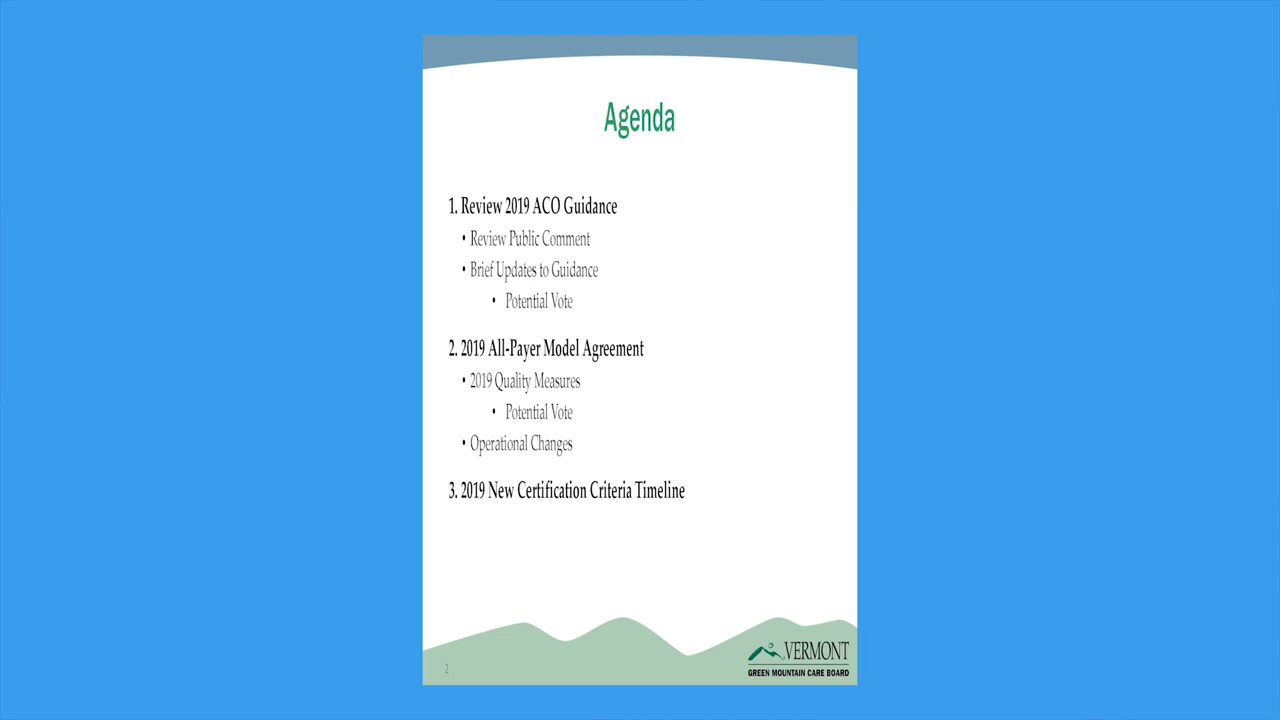 Agenda
1. Review 2019 ACO Guidance
• Review Public Comment
• Brief Updates to Guidance
• Potential Vote
2. 2019 All-Payer Model Agreement
• 2019 Quality Measures
• Potential Vote
• Operational Changes
3. 2019 New Certification Criteria Timeline
2
VERMONT
GREEN MOUNTAIN CARE BOARD